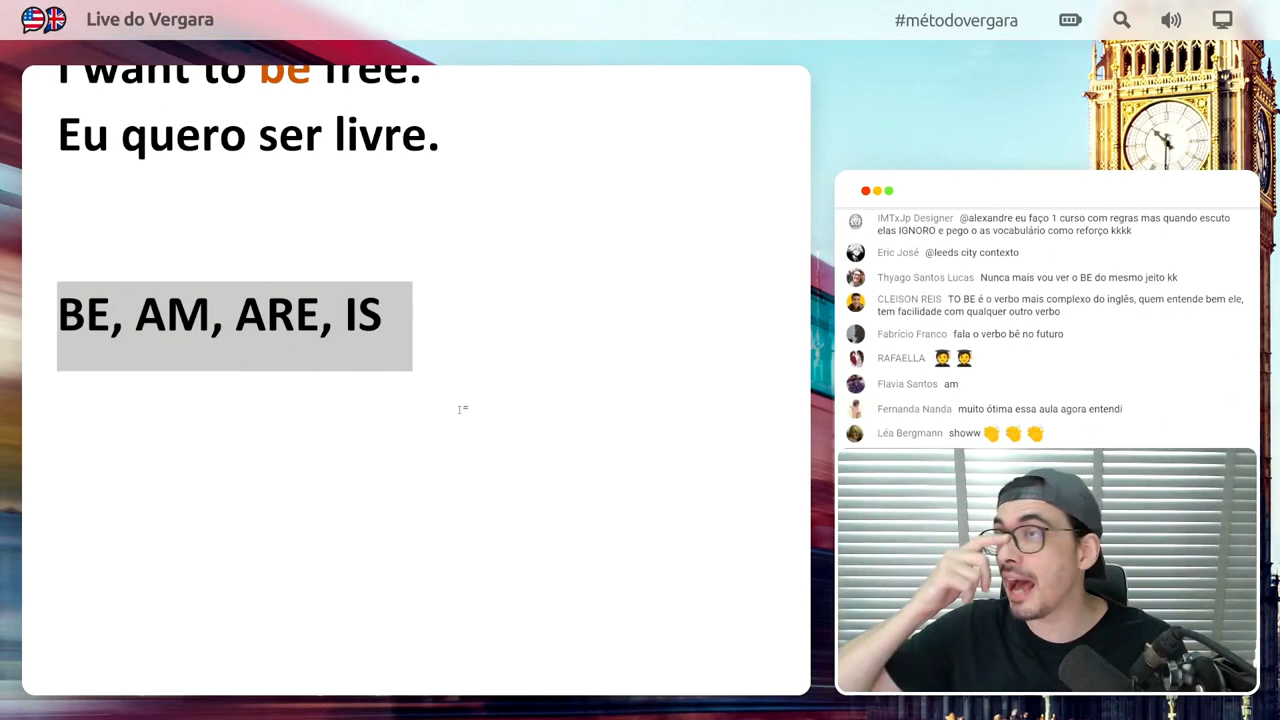 Live do Vergara
#métodovergara
I want to be free.
Eu quero ser livre.
BE, AM, ARE, IS
IMTxJp Designer @alexandre eu faço 1 curso com regras mas quando escuto
elas IGNORO e pego o as vocabulário como reforço kkkk
Eric José @leeds city contexto
Thyago Santos Lucas Nunca mais vou ver o BE do mesmo jeito kk
CLEISON REIS TO BE é o verbo mais complexo do inglês, quem entende bem ele,
tem facilidade com qualquer outro verbo
Fabrício Franco fala o verbo bê no futuro
RAFAELLA 🧑‍🎓 🧑‍🎓
Flavia Santos am
Fernanda Nanda muito ótima essa aula agora entendi
Léa Bergmann showw 👏 👏 👏